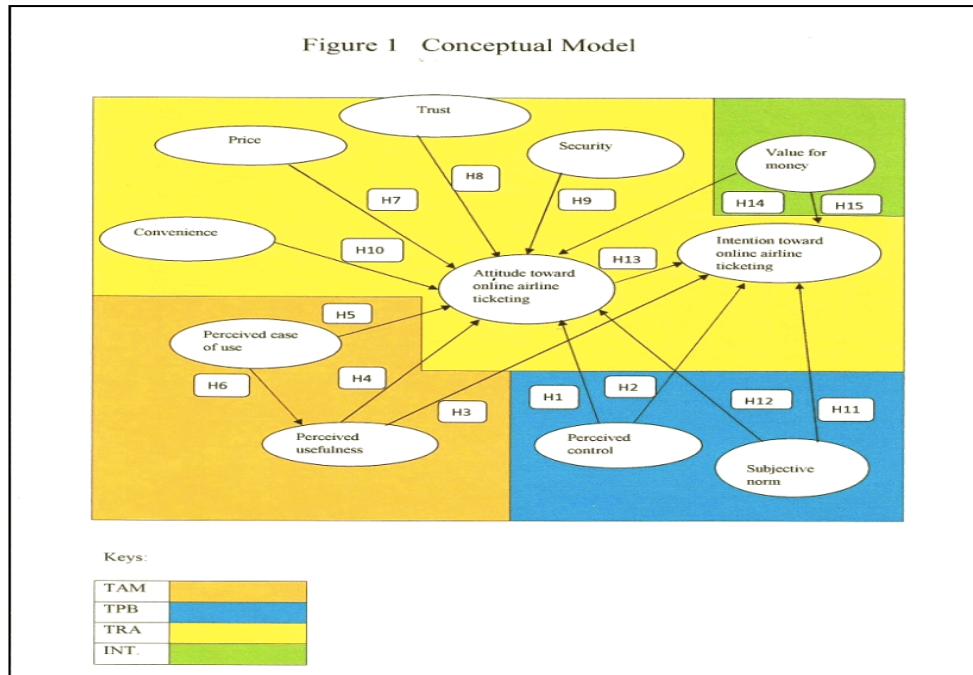 Figure 1 Conceptual Model
Trust
Price
Security
Value for
money
H8
H7
H9
H14
H15
Convenience
H10
Intention toward
online airline
ticketing
H13
Attitude toward
online airline
ticketing
H5
Perceived ease
of use
H6
H4
H3
H1
H2
H12
H11
Perceived
usefulness
Perceived
control
Subjective
norm
Keys:
TAM
TPB
TRA
INT.